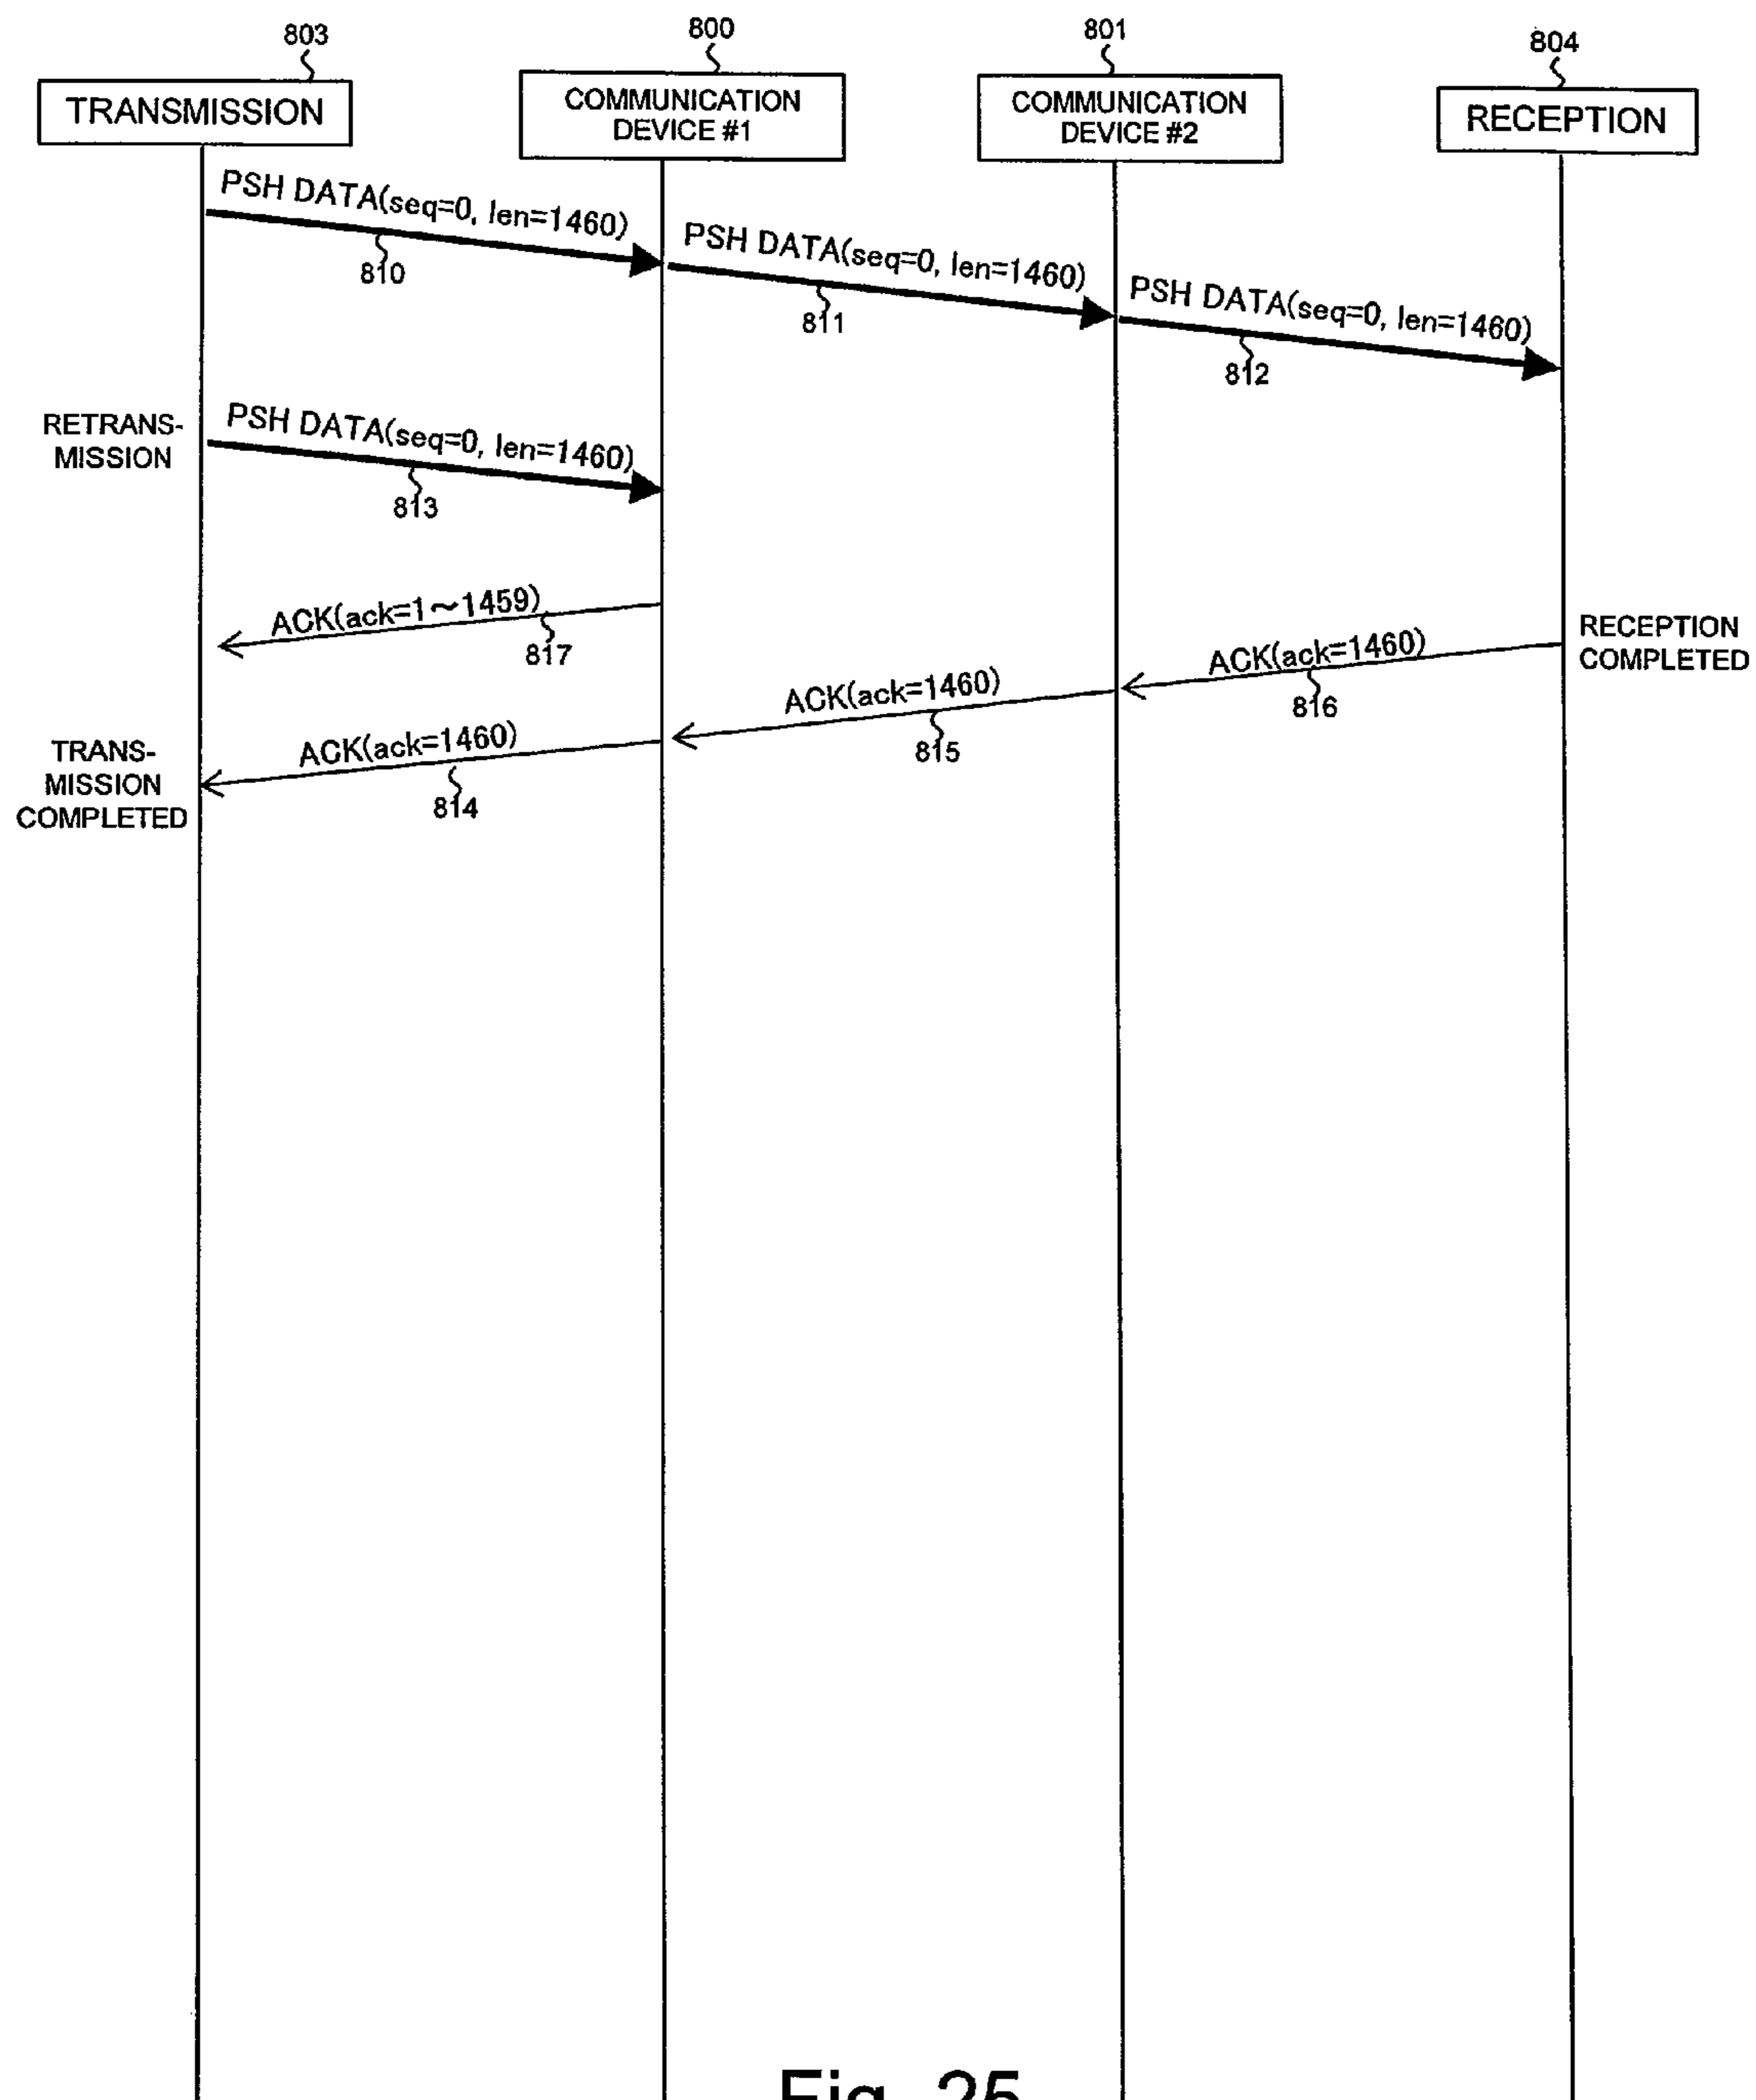 803
800
801
804
TRANSMISSION
COMMUNICATION
DEVICE #1
COMMUNICATION
DEVICE #2
RECEPTION
PSH DATA(seq=0, len=1460)
810
PSH DATA(seq=0, len=1460)
811
PSH DATA(seq=0, len=1460)
812
RETRANS-
MISSION
PSH DATA(seq=0, len=1460)
813
ACK(ack=1～1459)
817
RECEPTION
COMPLETED
ACK(ack=1460)
816
ACK(ack=1460)
815
TRANS-
MISSION
COMPLETED
ACK(ack=1460)
814
Fig. 25